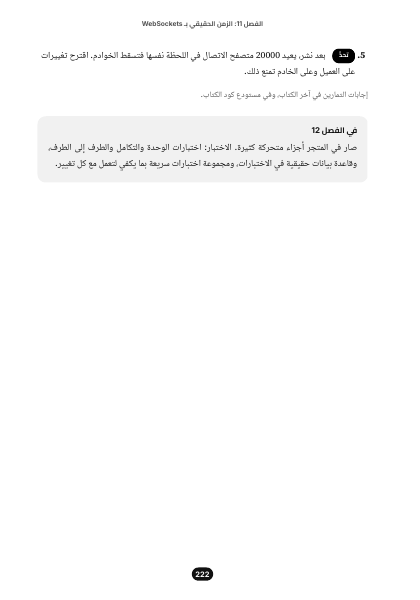 الفصل 11: الزمن الحقيقي بـ WebSockets
5. تحدٍّ بعد نشر، يعيد 20000 متصفح الاتصال في اللحظة نفسها فتسقط الخوادم. اقترح تغييرات
على العميل وعلى الخادم تمنع ذلك.
إجابات التمارين في آخر الكتاب، وفي مستودع كود الكتاب.
في الفصل 12
صار في المتجر أجزاء متحركة كثيرة. الاختبار: اختبارات الوحدة والتكامل والطرف إلى الطرف،
وقاعدة بيانات حقيقية في الاختبارات، ومجموعة اختبارات سريعة بما يكفي لتعمل مع كل تغيير.
222